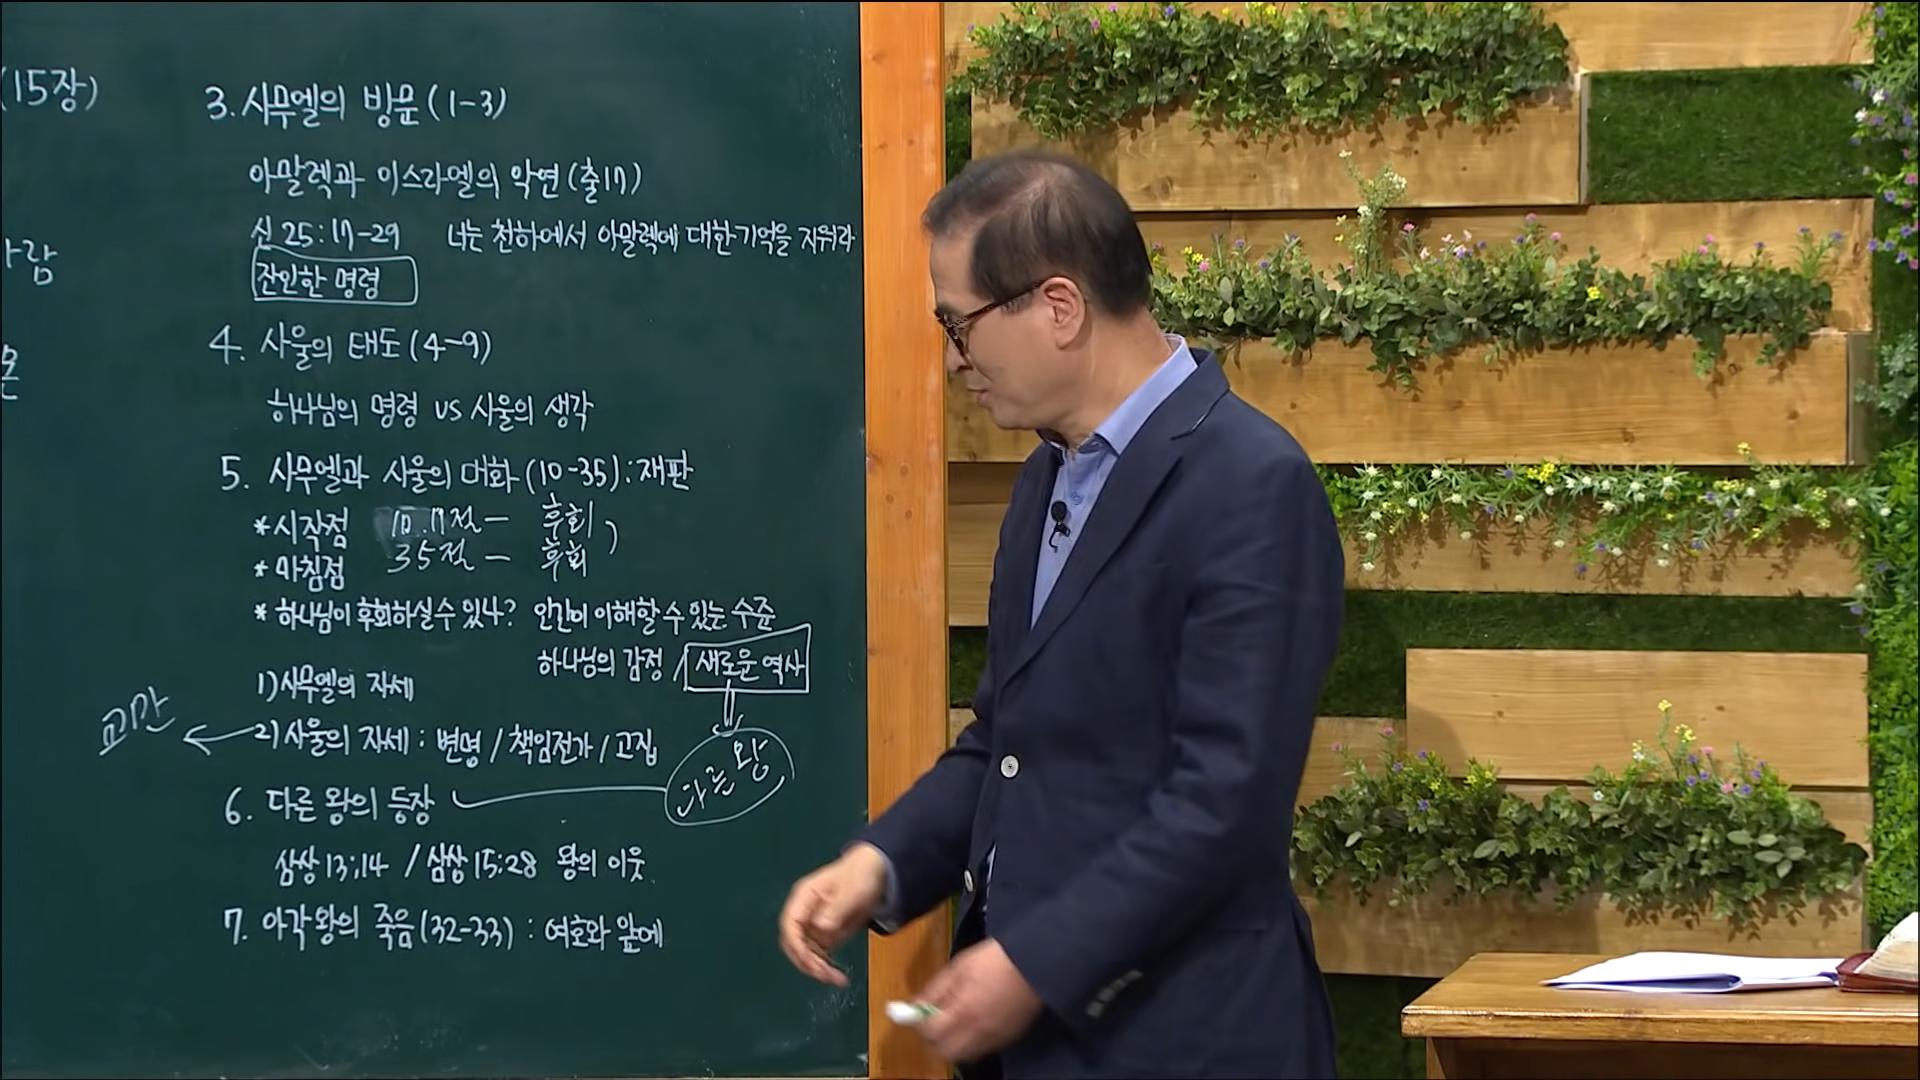 (15장)
3. 사무엘의 방문 (1-3)
아말렉과 이스라엘의 악연 (출17)
신 25:17-29 너는 천하에서 아말렉에 대한 기억을 지워라
잔인한 명령
4. 사울의 태도 (4-9)
하나님의 명령 vs 사울의 생각
5. 사무엘과 사울의 대화 (10-35) : 재판
* 시작점 10.11절 - 후회
* 마침점 35절 - 후회
* 하나님이 후회하실 수 있나? 인간이 이해할 수 있는 수준
하나님의 감정 / 새로운 역사
1) 사무엘의 자세
교만
2) 사울의 자세 : 변명 / 책임전가 / 고집
다른 왕
6. 다른 왕의 등장
삼상 13:14 / 삼상 15:28 왕의 이웃
7. 아각왕의 죽음 (32-33) : 여호와 앞에